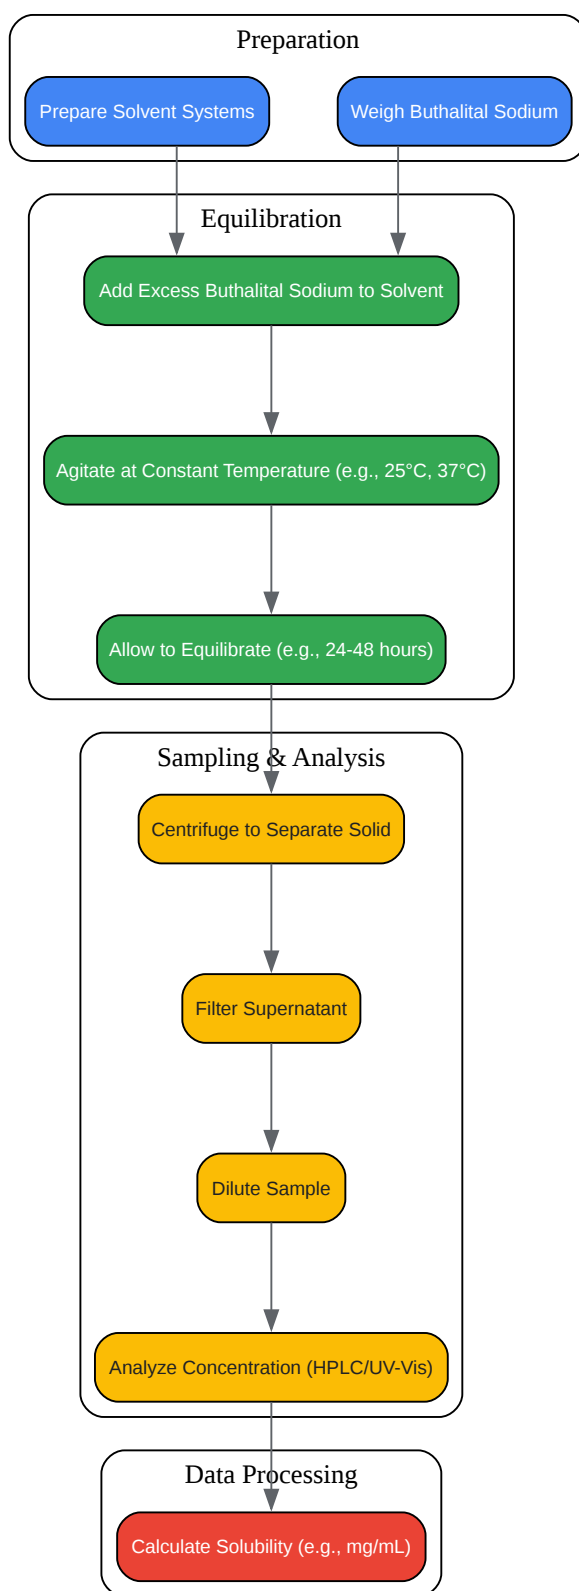 Preparation
Prepare Solvent Systems
Weigh Buthalital Sodium
Equilibration
Add Excess Buthalital Sodium to Solvent
Agitate at Constant Temperature (e.g., 25°C, 37°C)
Allow to Equilibrate (e.g., 24-48 hours)
Sampling & Analysis
Centrifuge to Separate Solid
Filter Supernatant
Dilute Sample
Analyze Concentration (HPLC/UV-Vis)
Data Processing
Calculate Solubility (e.g., mg/mL)